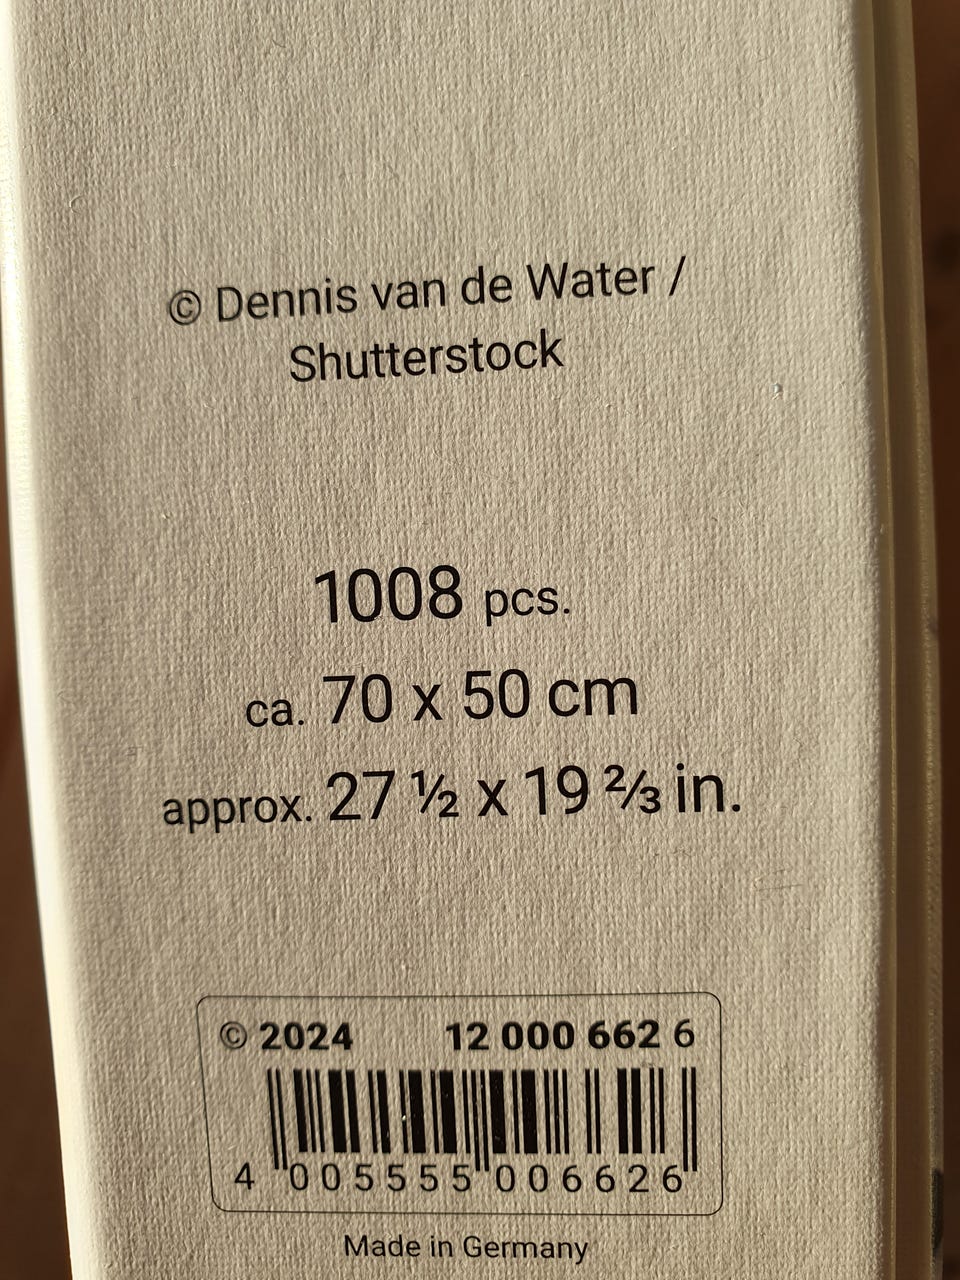 © Dennis van de Water /
Shutterstock
1008 pcs.
ca. 70 x 50 cm
approx. 27 ½ x 19 ⅔ in.
© 2024 12 000 662 6
4 005555 006626
Made in Germany